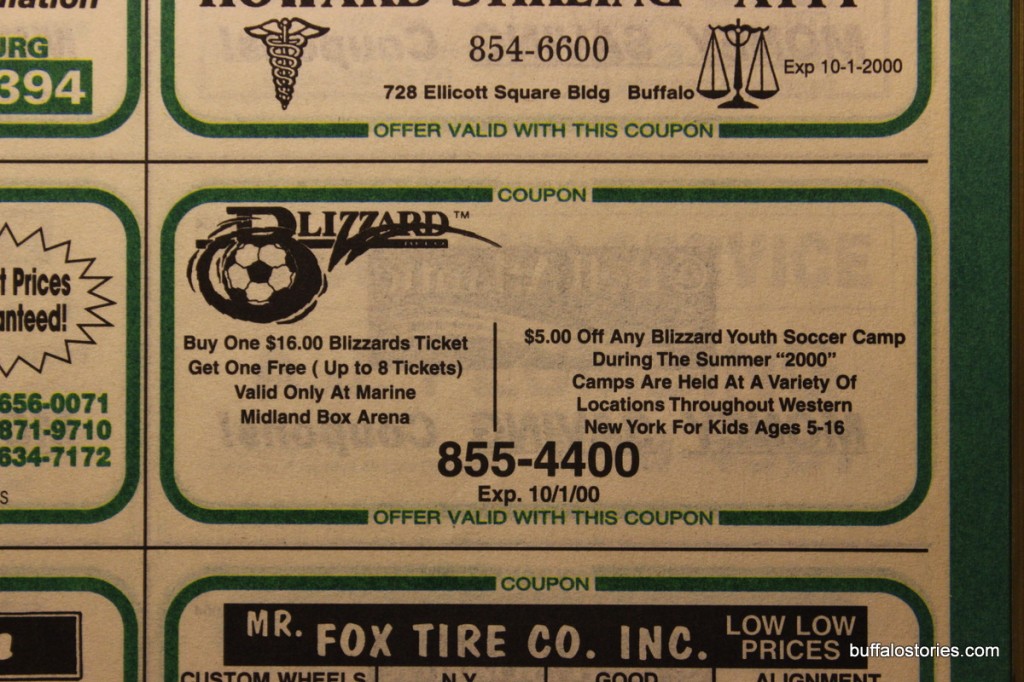 URG
394
854-6600
Exp 10-1-2000
728 Ellicott Square Bldg Buffalo
OFFER VALID WITH THIS COUPON
COUPON
BLIZZARD™
t Prices
anteed!
656-0071
871-9710
634-7172
S
Buy One $16.00 Blizzards Ticket
Get One Free ( Up to 8 Tickets)
Valid Only At Marine
Midland Box Arena
$5.00 Off Any Blizzard Youth Soccer Camp
During The Summer “2000”
Camps Are Held At A Variety Of
Locations Throughout Western
New York For Kids Ages 5-16
855-4400
Exp. 10/1/00
OFFER VALID WITH THIS COUPON
COUPON
MR. FOX TIRE CO. INC.
LOW LOW
PRICES
CUSTOM WHEELS
N.Y.
GOOD
ALIGNMENT
buffalostories.com